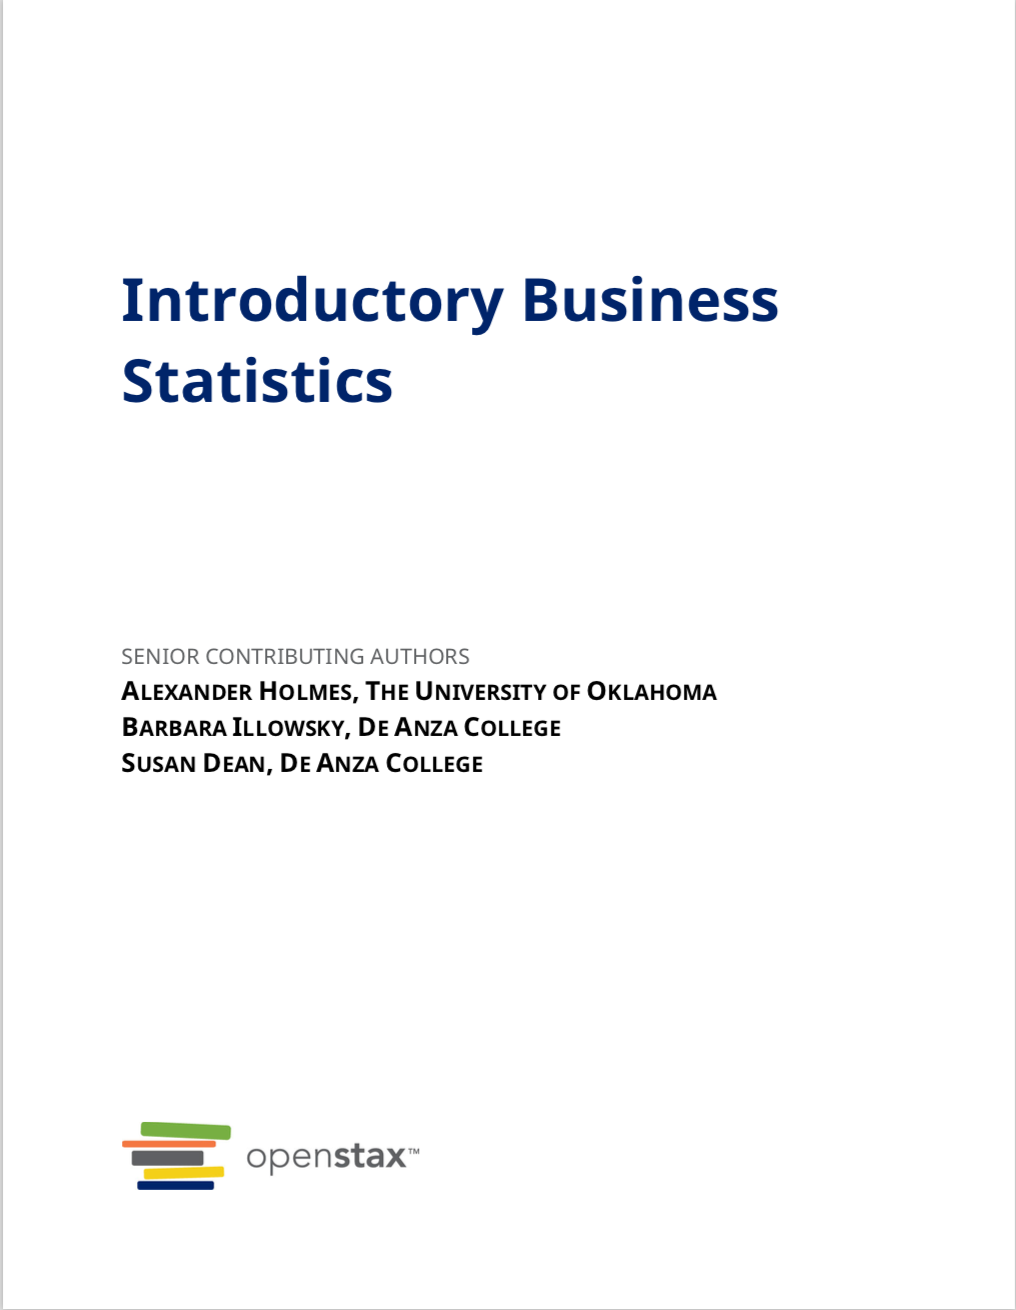 Introductory Business
Statistics
SENIOR CONTRIBUTING AUTHORS
ALEXANDER HOLMES, THE UNIVERSITY OF OKLAHOMA
BARBARA ILLOWSKY, DE ANZA COLLEGE
SUSAN DEAN, DE ANZA COLLEGE
openstax™